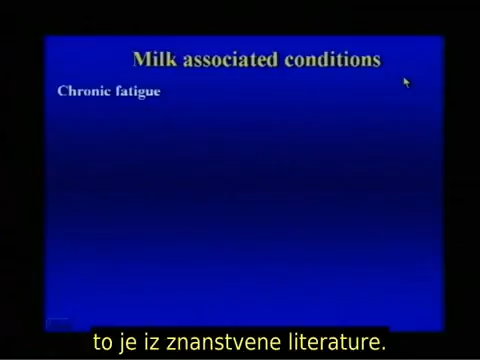 Milk associated conditions
Chronic fatigue
to je iz znanstvene literature.